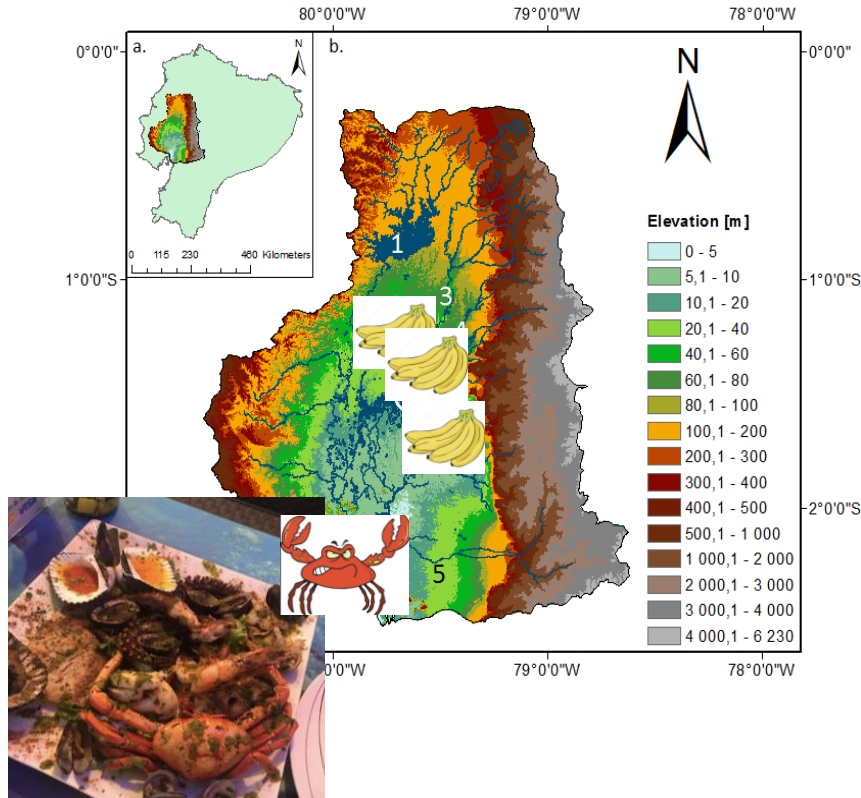 80°0'0"W 79°0'0"W 78°0'0"W
0°0'0" 0°0'0"
a. N b.
N
1
Elevation [m]
0 115 230 460 Kilometers
0 - 5
5,1 - 10
1°0'0"S 1°0'0"S
3
10,1 - 20
20,1 - 40
40,1 - 60
60,1 - 80
80,1 - 100
100,1 - 200
200,1 - 300
300,1 - 400
400,1 - 500
2°0'0"S
500,1 - 1 000
1 000,1 - 2 000
5
2 000,1 - 3 000
3 000,1 - 4 000
4 000,1 - 6 230
0'0"W 79°0'0"W 78°0'0"W